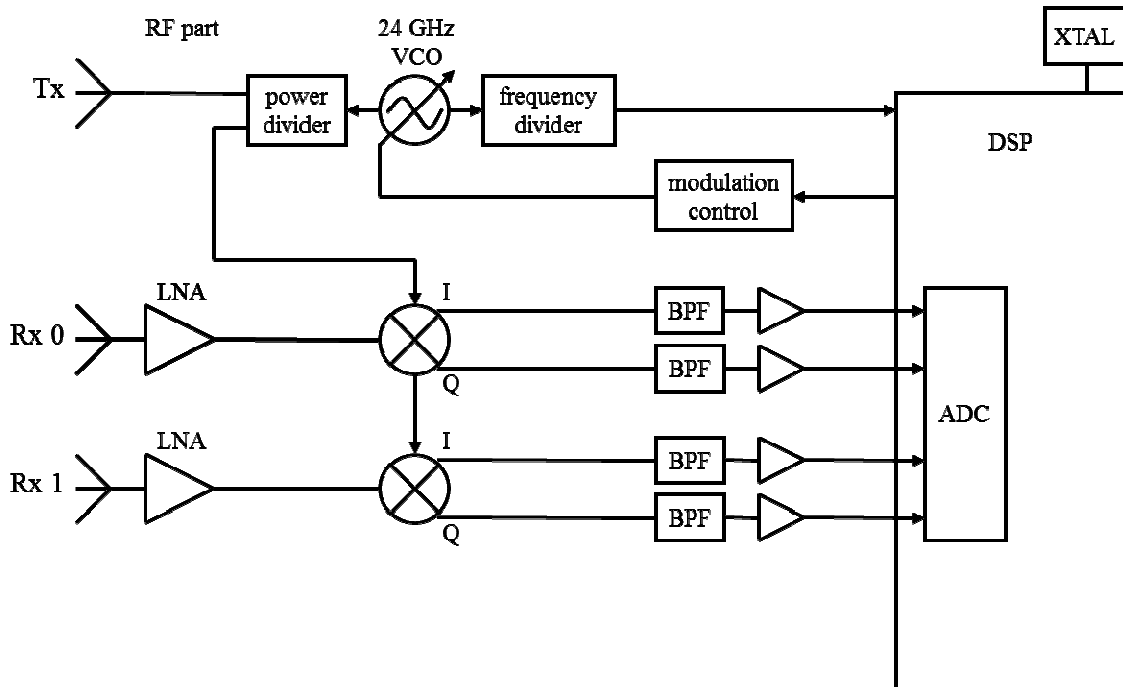 RF part
24 GHz
VCO
XTAL
Tx
power
divider
frequency
divider
DSP
modulation
control
LNA
I
BPF
Rx 0
BPF
Q
ADC
LNA
I
BPF
Rx 1
BPF
Q